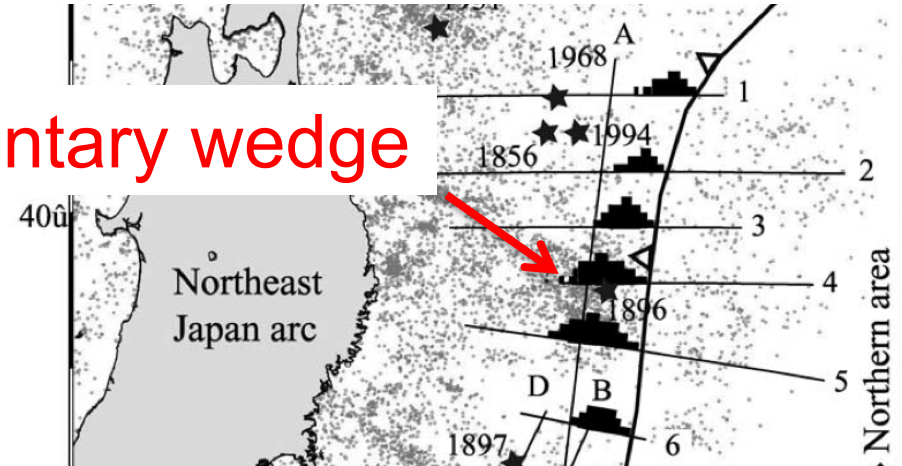 A
1968
1
ntary wedge
1994
1856
2
40û
3
Northeast
Japan arc
4
1896
5
D
B
1897
6
Northern area